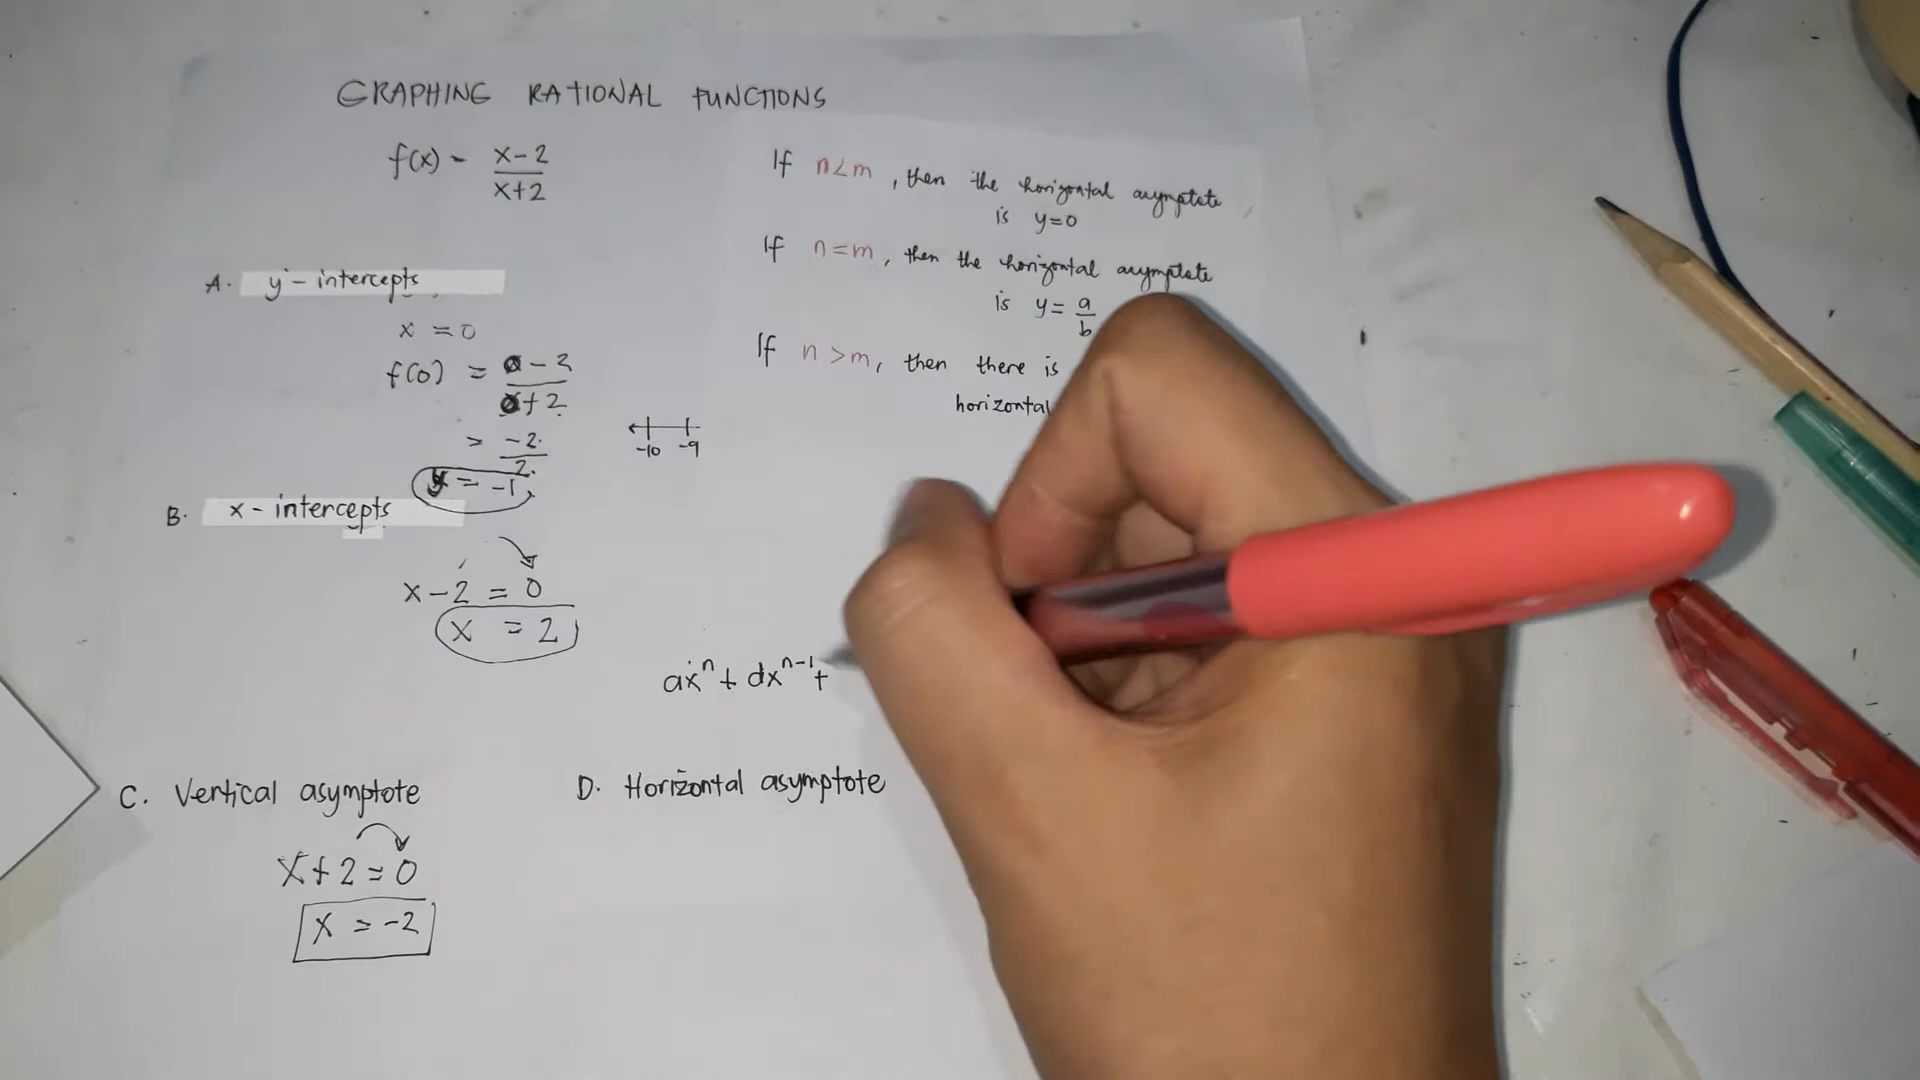 GRAPHING RATIONAL FUNCTIONS
f(x) = x-2 / x+2
A. y-intercepts
x = 0
f(0) = 0-2 / 0+2
= -2 / 2
y = -1
B. x-intercepts
x-2 = 0
x = 2
C. Vertical asymptote
x+2 = 0
x = -2
If n<m, then the horizontal asymptote
is y=0
If n=m, then the horizontal asymptote
is y= a/b
If n>m, then there is
horizontal
-10 -9
axⁿ + dxⁿ⁻¹ +
D. Horizontal asymptote